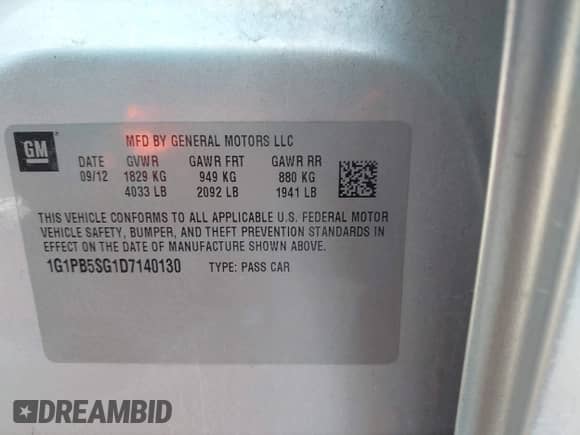 GM
MFD BY GENERAL MOTORS LLC
DATE GVWR GAWR FRT GAWR RR
09/12 1829 KG 949 KG 880 KG
4033 LB 2092 LB 1941 LB
THIS VEHICLE CONFORMS TO ALL APPLICABLE U.S. FEDERAL MOTOR
VEHICLE SAFETY, BUMPER, AND THEFT PREVENTION STANDARDS IN
EFFECT ON THE DATE OF MANUFACTURE SHOWN ABOVE.
1G1PB5SG1D7140130 TYPE: PASS CAR
DREAMBID